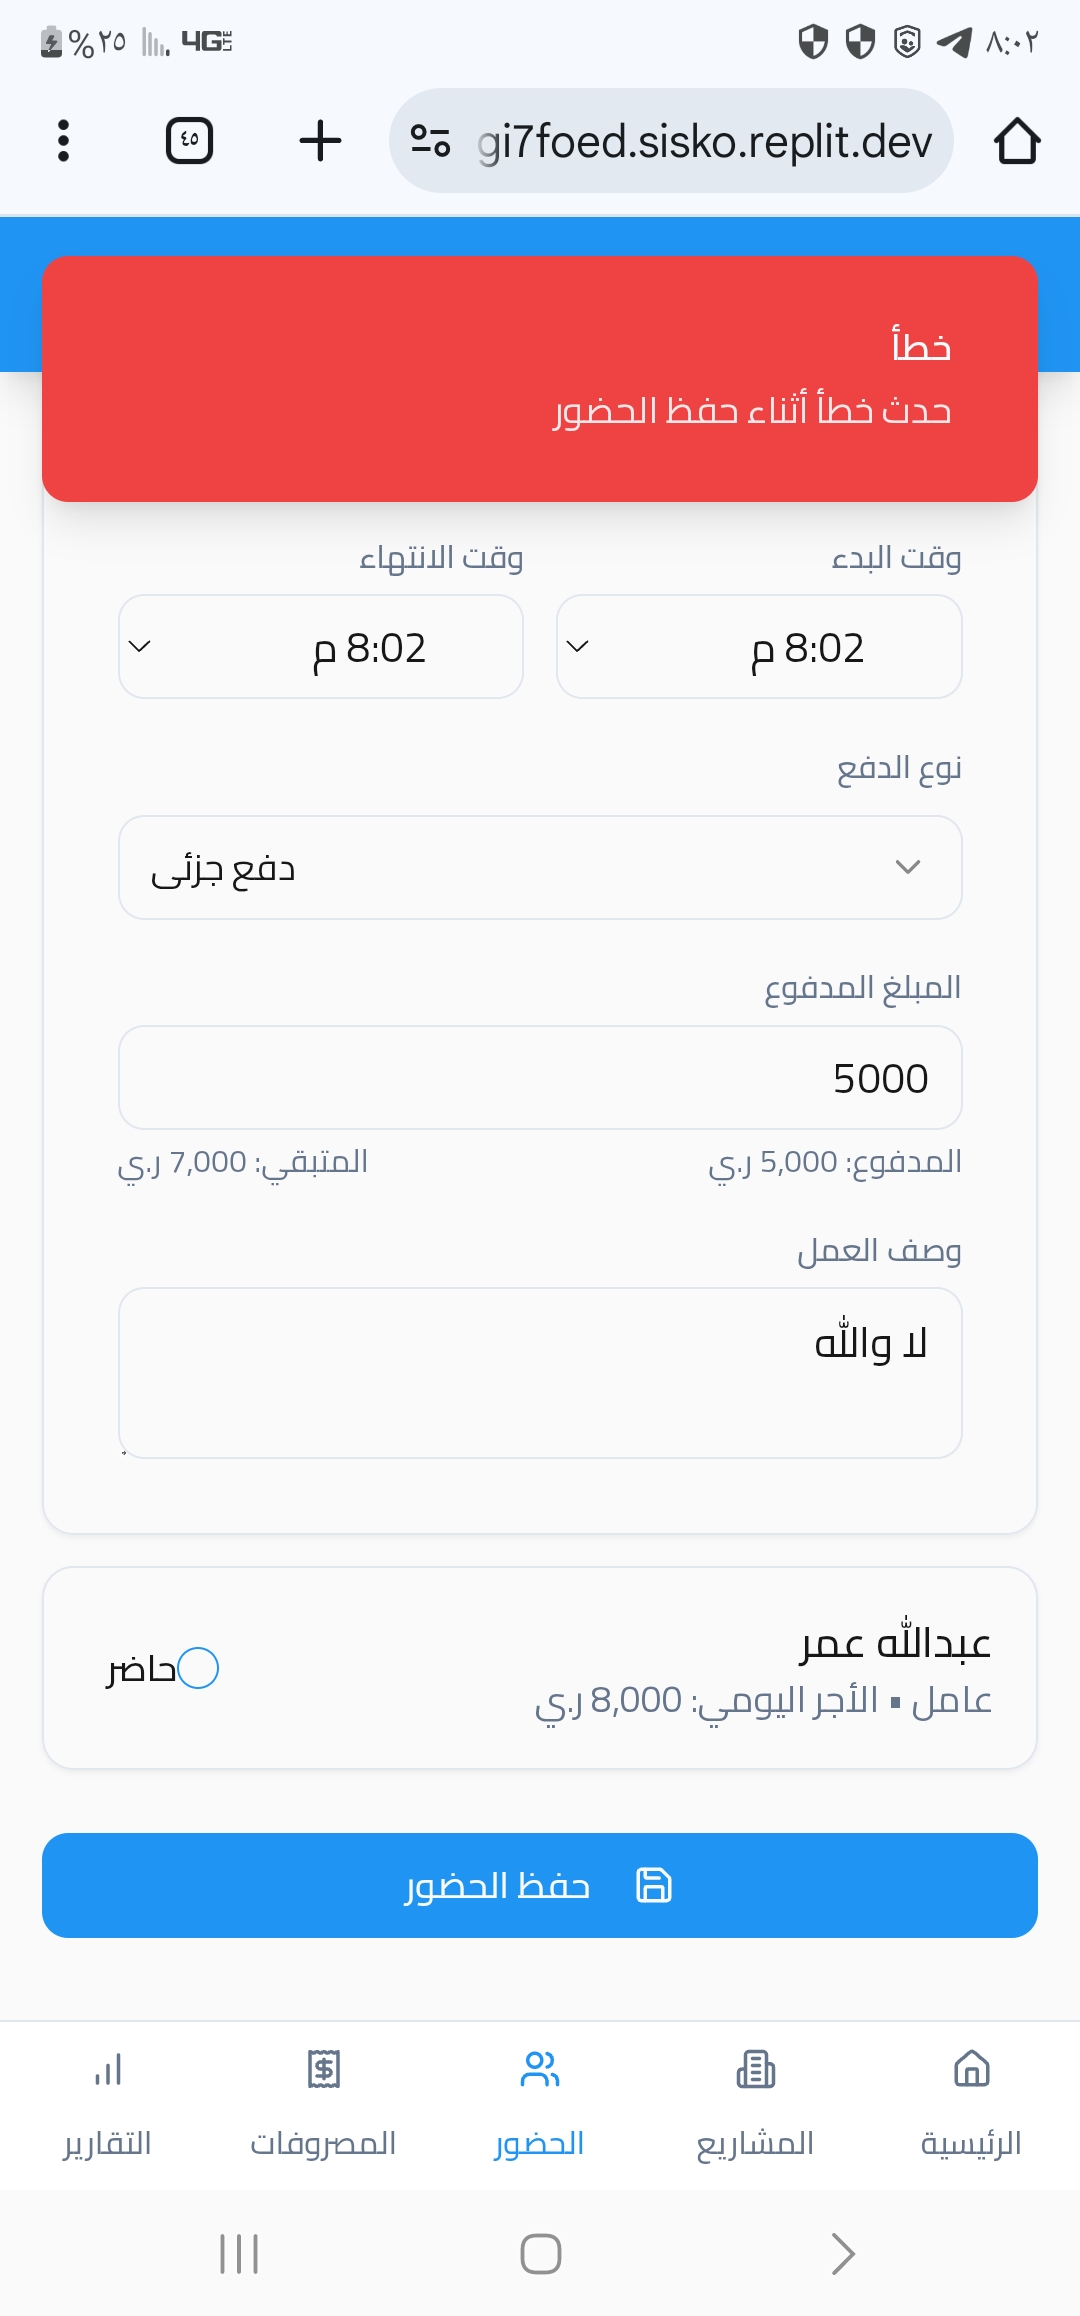 ٨:٠٢
4G LTE
%٢٥
gi7foed.sisko.replit.dev
٤٥
خطأ
حدث خطأ أثناء حفظ الحضور
وقت البدء
وقت الانتهاء
8:02 م
8:02 م
نوع الدفع
دفع جزئي
المبلغ المدفوع
5000
المدفوع: 5,000 ر.ي
المتبقي: 7,000 ر.ي
وصف العمل
لا والله
عبدالله عمر
حاضر
عامل ▪ الأجر اليومي: 8,000 ر.ي
حفظ الحضور
الرئيسية
المشاريع
الحضور
المصروفات
التقارير